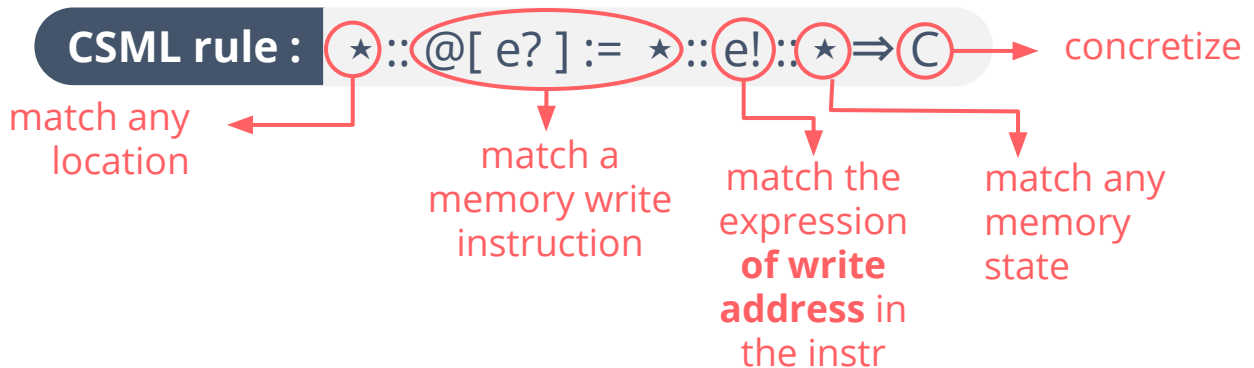 CSML rule : ★ :: @[ e? ] := ★ :: e! :: ★ ⇒ C
concretize
match any
location
match a
memory write
instruction
match the
expression
of write
address in
the instr
match any
memory
state